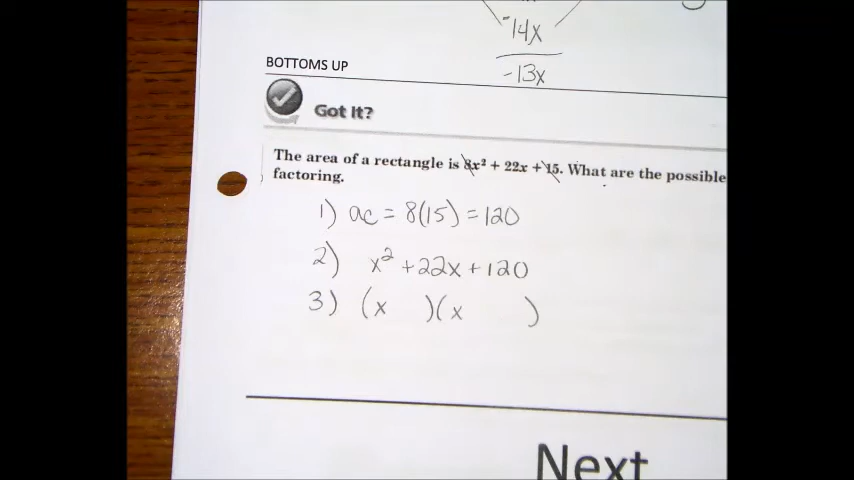 -14x
-13x
BOTTOMS UP
Got It?
The area of a rectangle is 8x² + 22x + 15. What are the possible
factoring.
1) ac = 8(15) = 120
2) x² + 22x + 120
3) (x )(x )
Next